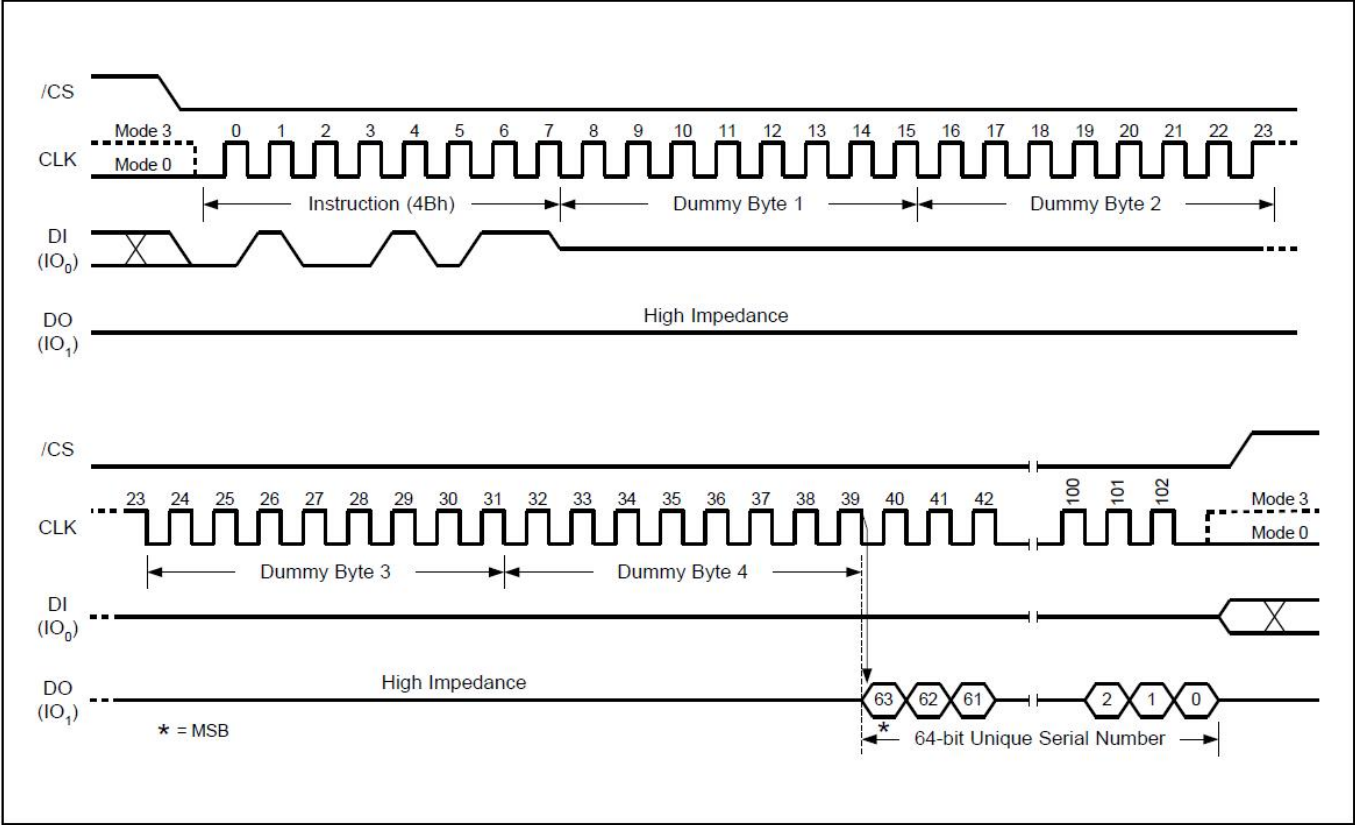 /CS
Mode 3 0 1 2 3 4 5 6 7 8 9 10 11 12 13 14 15 16 17 18 19 20 21 22 23
CLK Mode 0
Instruction (4Bh) Dummy Byte 1 Dummy Byte 2
DI
(IO0)
High Impedance
DO
(IO1)
/CS
23 24 25 26 27 28 29 30 31 32 33 34 35 36 37 38 39 40 41 42 100 101 102 Mode 3
CLK Mode 0
Dummy Byte 3 Dummy Byte 4
DI
(IO0)
High Impedance
DO 63 62 61 2 1 0
(IO1)
* = MSB * 64-bit Unique Serial Number